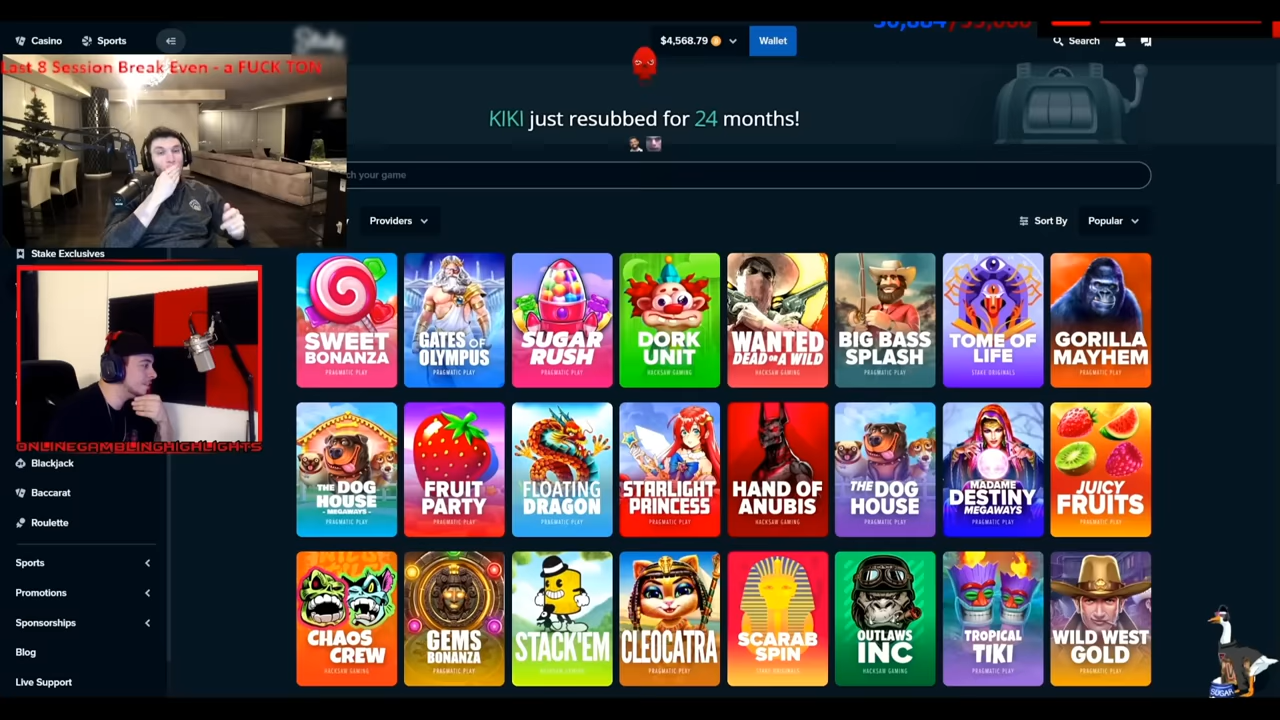 Casino
Sports
$4,568.79
Wallet
Search
Last 8 Session Break Even - a FUCK TON
KIKI just resubbed for 24 months!
ch your game
Providers
Sort By
Popular
Stake Exclusives
SWEET BONANZA
PRAGMATIC PLAY
GATES OF OLYMPUS
PRAGMATIC PLAY
SUGAR RUSH
PRAGMATIC PLAY
DORK UNIT
HACKSAW GAMING
WANTED DEAD OR A WILD
HACKSAW GAMING
BIG BASS SPLASH
PRAGMATIC PLAY
TOME OF LIFE
STAKE ORIGINALS
GORILLA MAYHEM
PRAGMATIC PLAY
ONLINEGAMBLINGHIGHLIGHTS
THE DOG HOUSE
- MEGAWAYS -
PRAGMATIC PLAY
FRUIT PARTY
PRAGMATIC PLAY
FLOATING DRAGON
PRAGMATIC PLAY
STARLIGHT PRINCESS
PRAGMATIC PLAY
HAND OF ANUBIS
HACKSAW GAMING
THE DOG HOUSE
PRAGMATIC PLAY
MADAME DESTINY MEGAWAYS
PRAGMATIC PLAY
JUICY FRUITS
PRAGMATIC PLAY
Blackjack
Baccarat
Roulette
Sports
Promotions
Sponsorships
Blog
Live Support
CHAOS CREW
HACKSAW GAMING
GEMS BONANZA
PRAGMATIC PLAY
STACK'EM
HACKSAW GAMING
CLEOCATRA
PRAGMATIC PLAY
SCARAB SPIN
STAKE ORIGINALS
OUTLAWS INC
HACKSAW GAMING
TROPICAL TIKI
PRAGMATIC PLAY
WILD WEST GOLD
PRAGMATIC PLAY
SUGAR